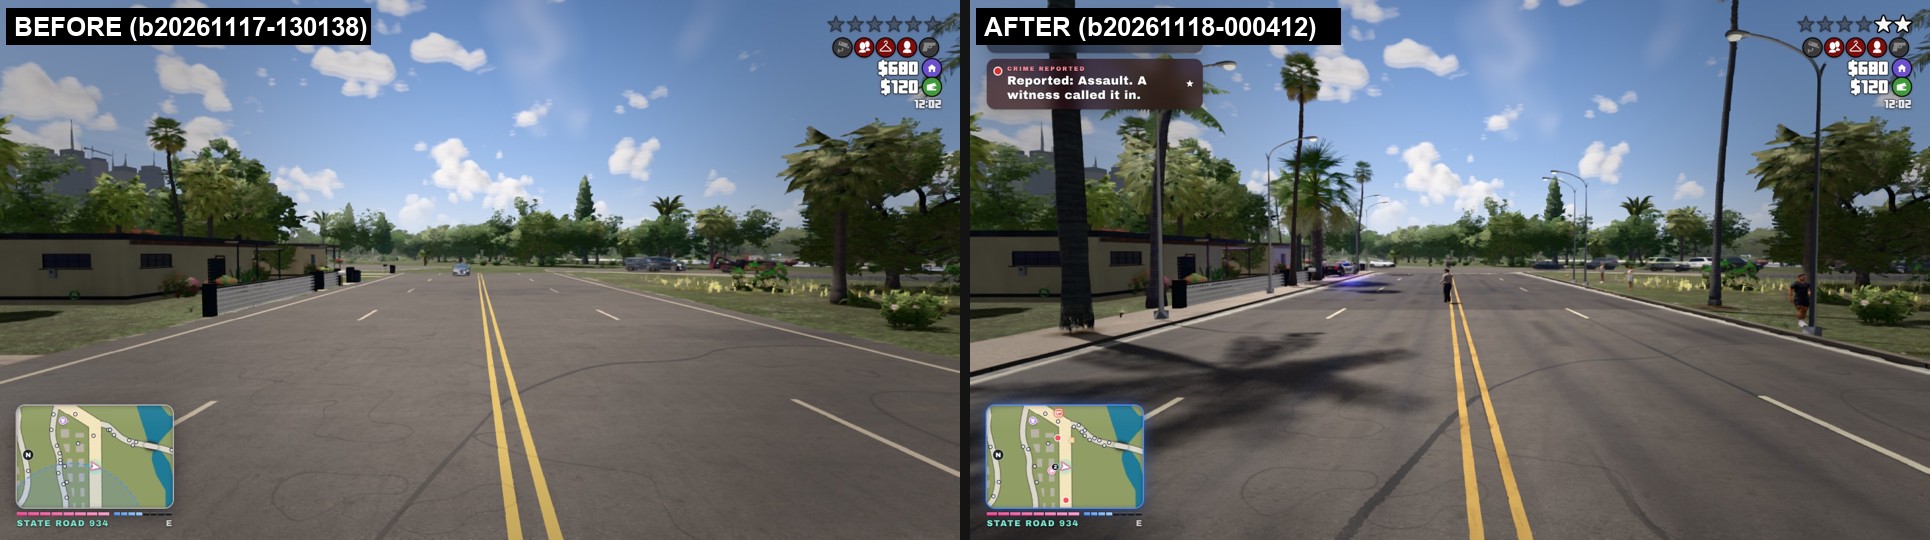 BEFORE (b20261117-130138)
$680
$120
12:02
N
STATE ROAD 934
E
AFTER (b20261118-000412)
CRIME REPORTED
Reported: Assault. A
witness called it in.
$680
$120
12:02
N
2
STATE ROAD 934
E